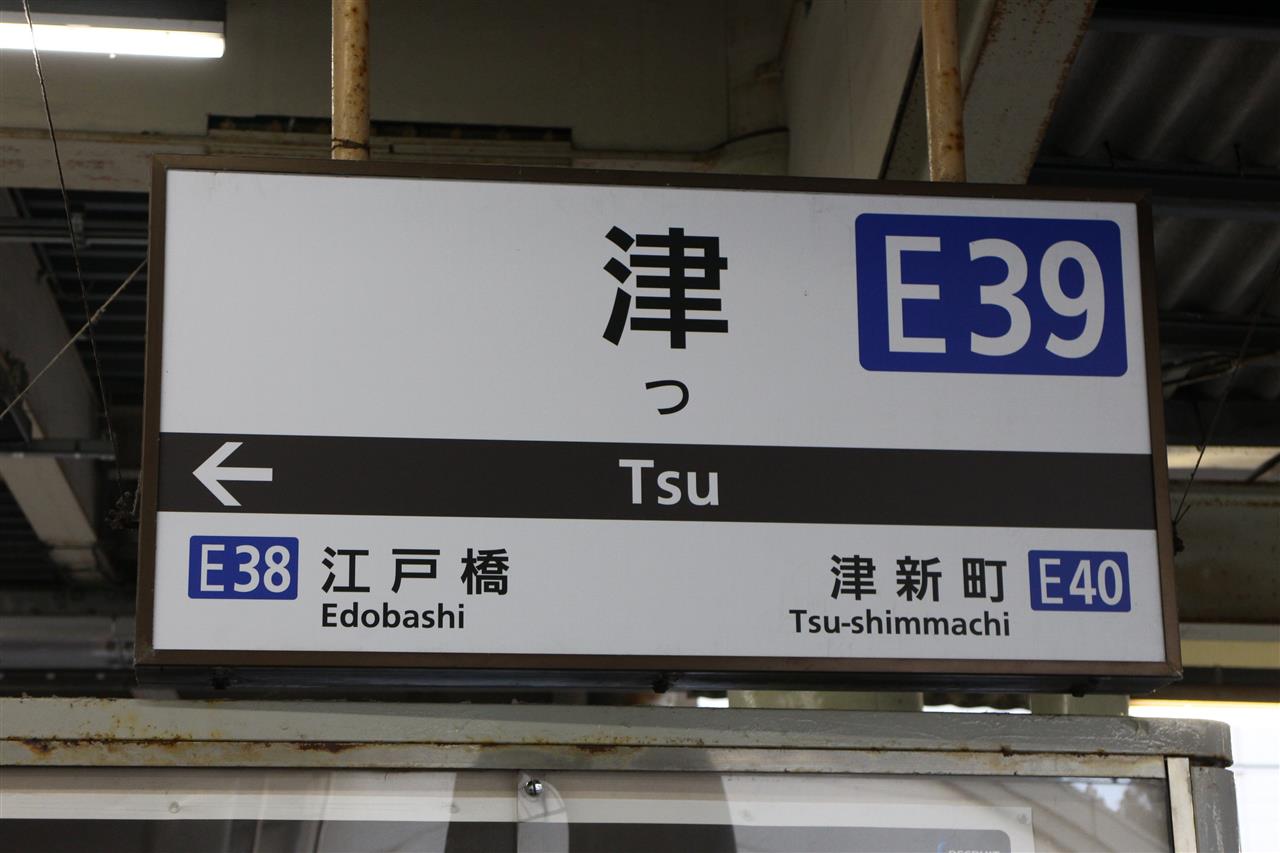 津
E39
つ
← Tsu
E38 江戸橋
Edobashi
津新町 E40
Tsu-shimmachi